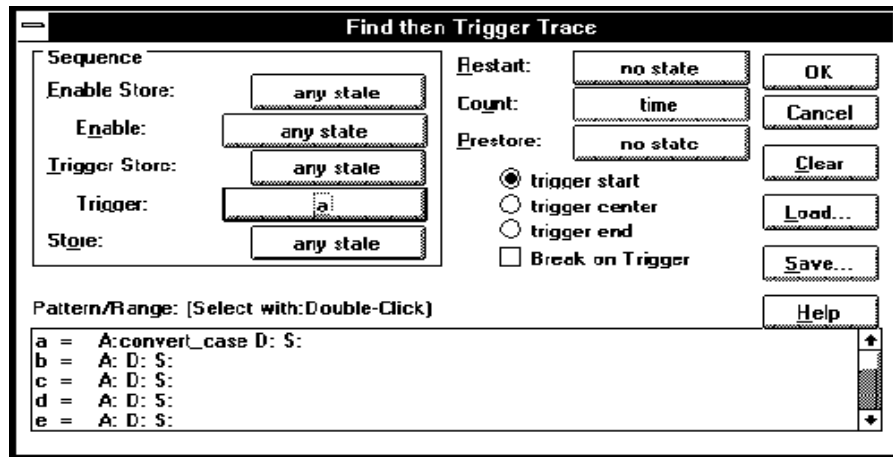 Find then Trigger Trace
Sequence
Enable Store: any state
Enable: any state
Trigger Store: any state
Trigger: a
Store: any state
Restart: no state
Count: time
Prestore: no state
trigger start
trigger center
trigger end
Break on Trigger
OK
Cancel
Clear
Load...
Save...
Help
Pattern/Range: (Select with:Double-Click)
a = A:convert_case D: S:
b = A: D: S:
c = A: D: S:
d = A: D: S:
e = A: D: S: